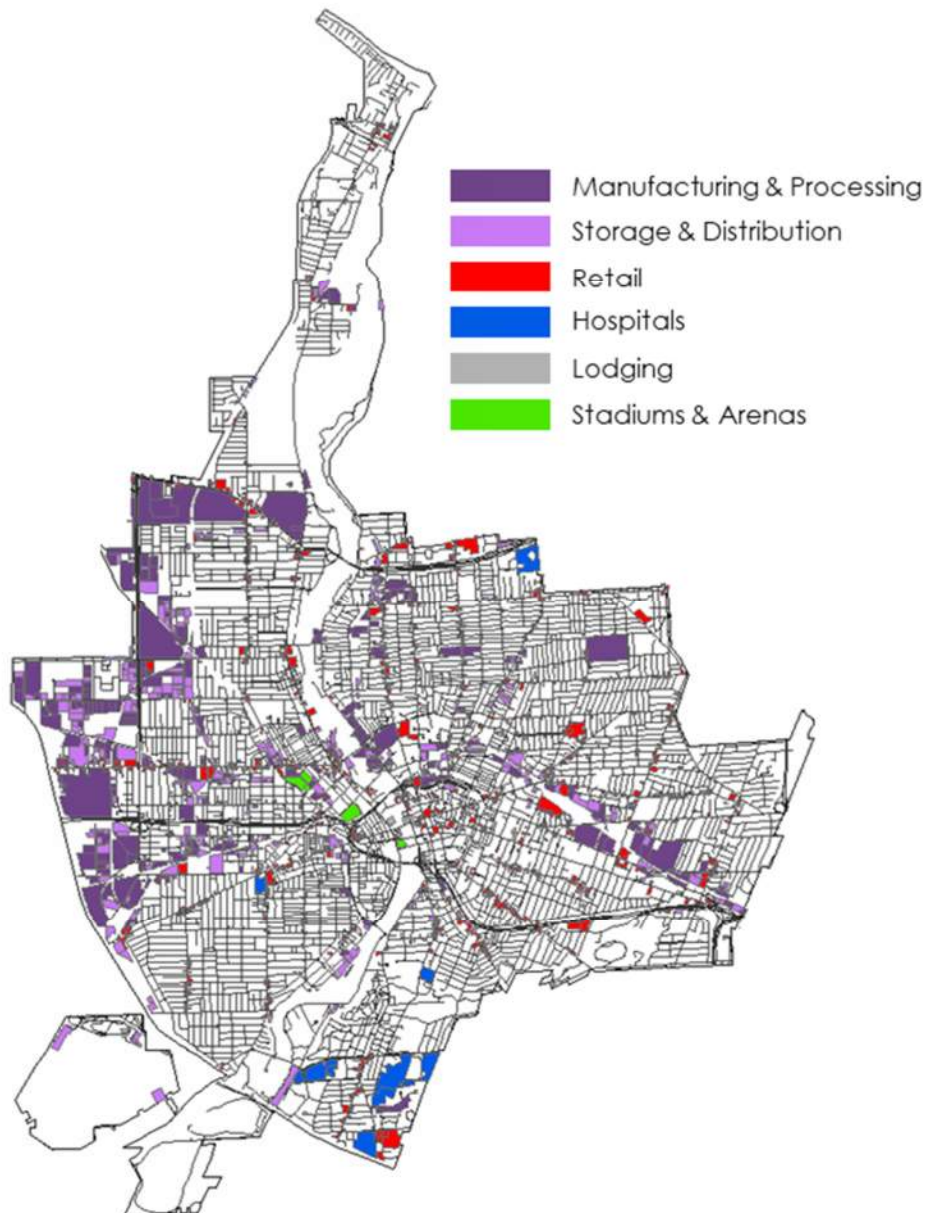 Manufacturing & Processing
Storage & Distribution
Retail
Hospitals
Lodging
Stadiums & Arenas